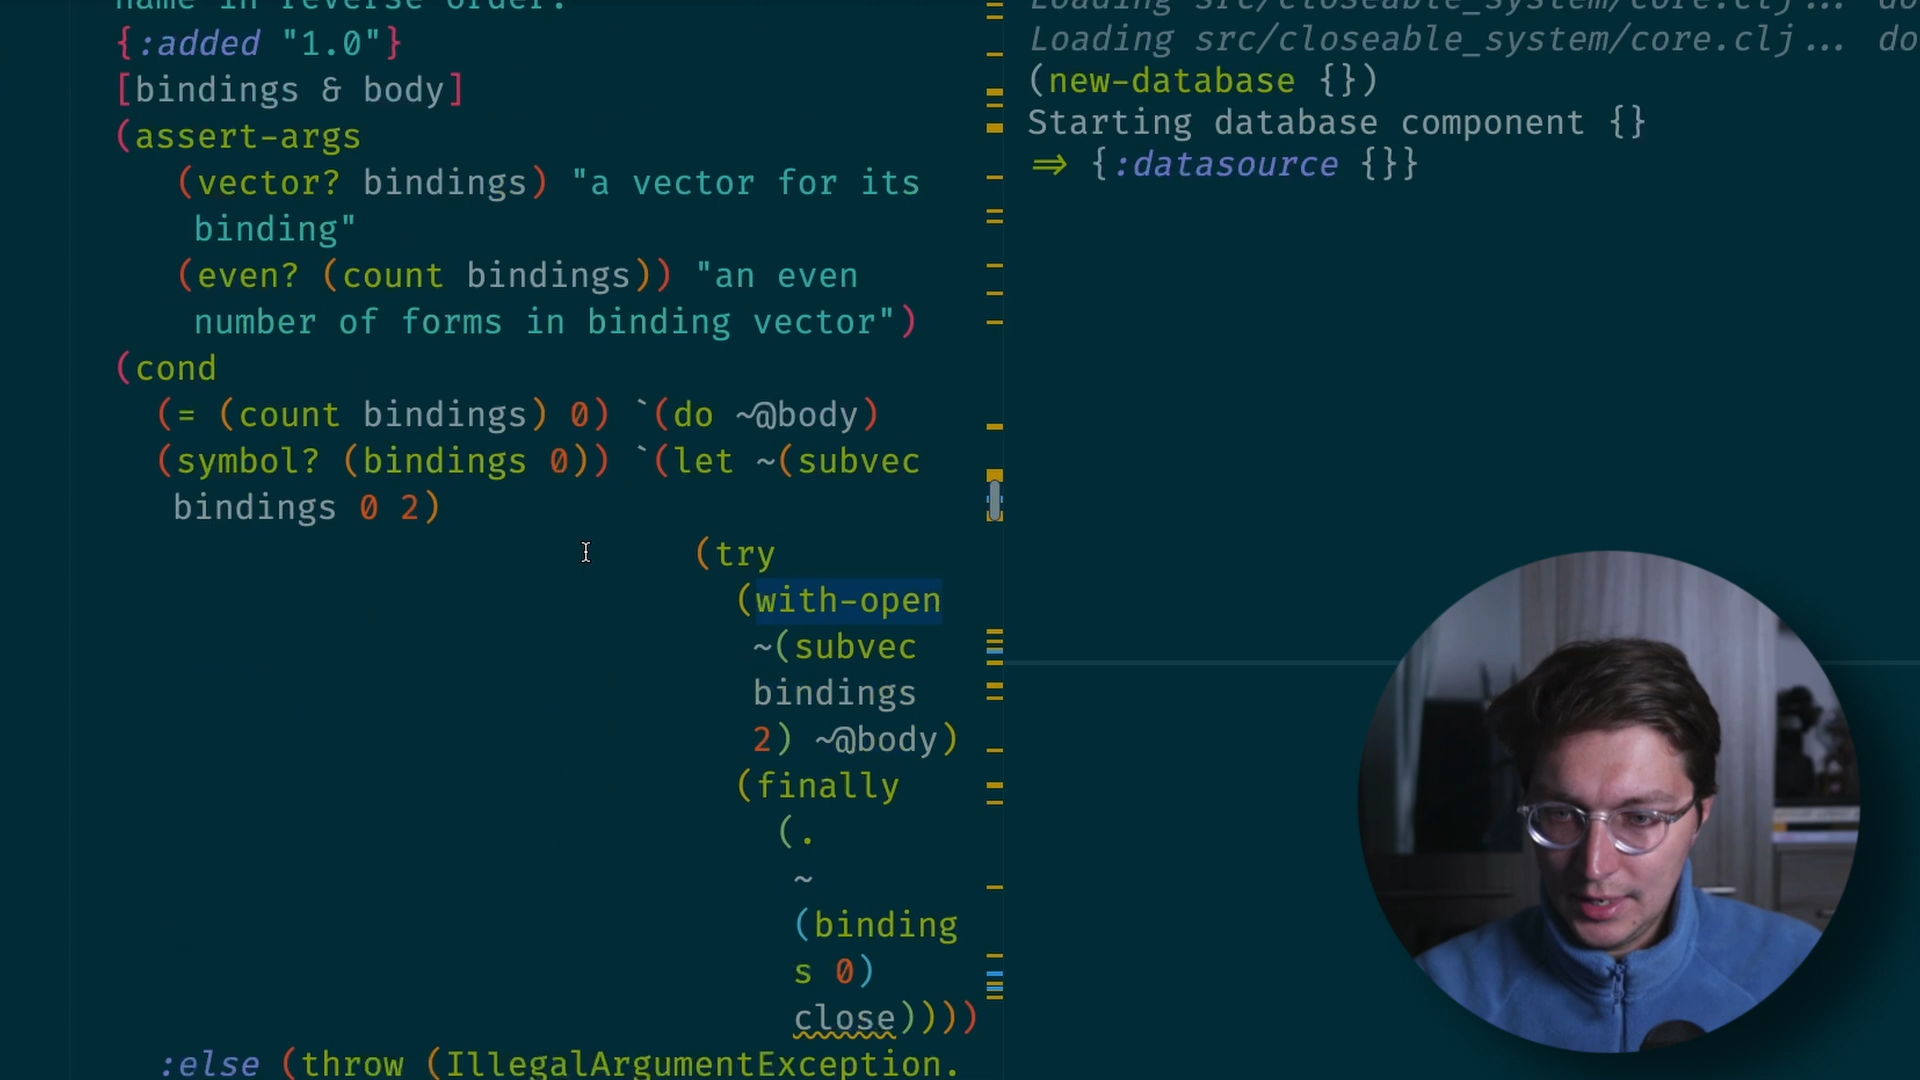 name in reverse order.
{:added "1.0"}
[bindings & body]
(assert-args
(vector? bindings) "a vector for its
binding"
(even? (count bindings)) "an even
number of forms in binding vector")
(cond
(= (count bindings) 0) `(do ~@body)
(symbol? (bindings 0)) `(let ~(subvec
bindings 0 2)
(try
(with-open
~(subvec
bindings
2) ~@body)
(finally
(.
~
(binding
s 0)
close))))
:else (throw (IllegalArgumentException.
Loading src/closeable_system/core.clj... do
Loading src/closeable_system/core.clj... do
(new-database {})
Starting database component {}
=> {:datasource {}}